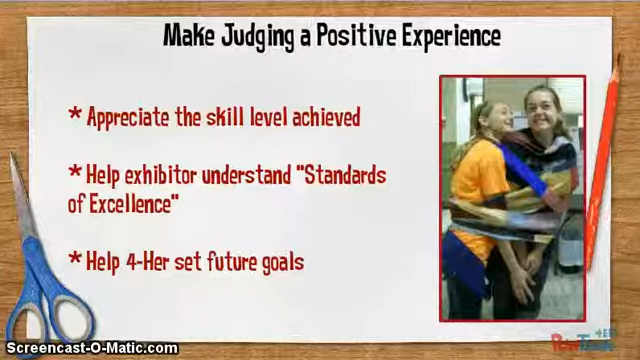 Make Judging a Positive Experience
* Appreciate the skill level achieved
* Help exhibitor understand "Standards
of Excellence"
* Help 4-Her set future goals
Screencast-O-Matic.com